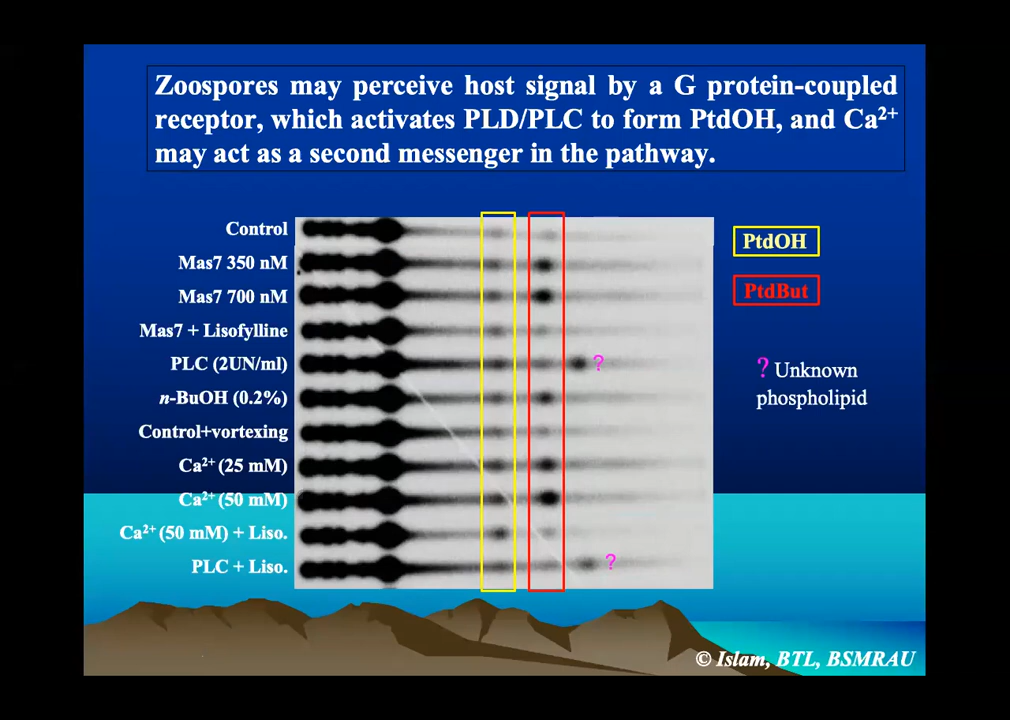 Zoospores may perceive host signal by a G protein-coupled
receptor, which activates PLD/PLC to form PtdOH, and Ca²⁺
may act as a second messenger in the pathway.
Control
Mas7 350 nM
Mas7 700 nM
Mas7 + Lisofylline
PLC (2UN/ml)
n-BuOH (0.2%)
Control+vortexing
Ca²⁺ (25 mM)
Ca²⁺ (50 mM)
Ca²⁺ (50 mM) + Liso.
PLC + Liso.
?
?
PtdOH
PtdBut
? Unknown
phospholipid
© Islam, BTL, BSMRAU